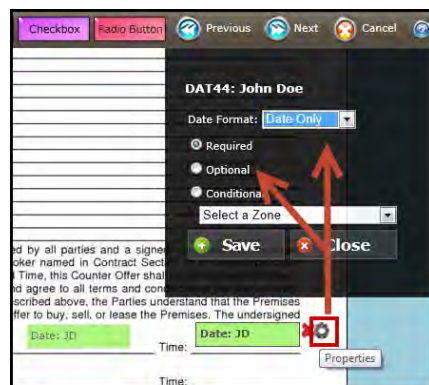 Checkbox Radio Button Previous Next Cancel
DAT44: John Doe
Date Format: Date Only
Required
Optional
Conditional
Select a Zone
Save Close
ed by all parties and a signe
oker named in Contract Sect
d Time, this Counter Offer shal
nd agree to all terms and cond
scribed above, the Parties understand that the Premises
ffer to buy, sell, or lease the Premises. The undersigned
Date: JD Time: Date: JD
Properties
Time: